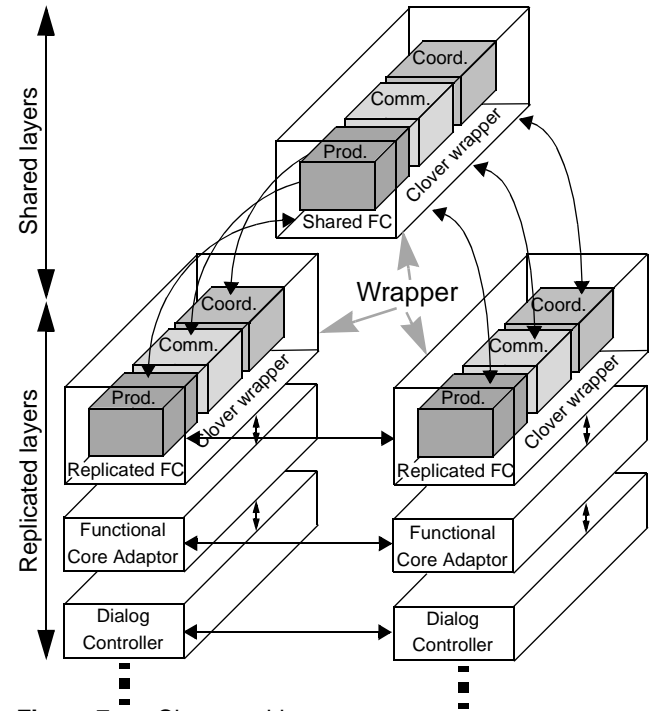 Shared layers
Coord.
Comm.
Prod.
Shared FC
Clover wrapper
Wrapper
Replicated layers
Coord.
Comm.
Prod.
Replicated FC
Clover wrapper
Coord.
Comm.
Prod.
Replicated FC
Clover wrapper
Functional
Core Adaptor
Functional
Core Adaptor
Dialog
Controller
Dialog
Controller